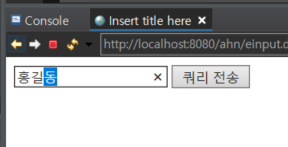 Console Insert title here
http://localhost:8080/ahn/einput.
홍길동 쿼리 전송